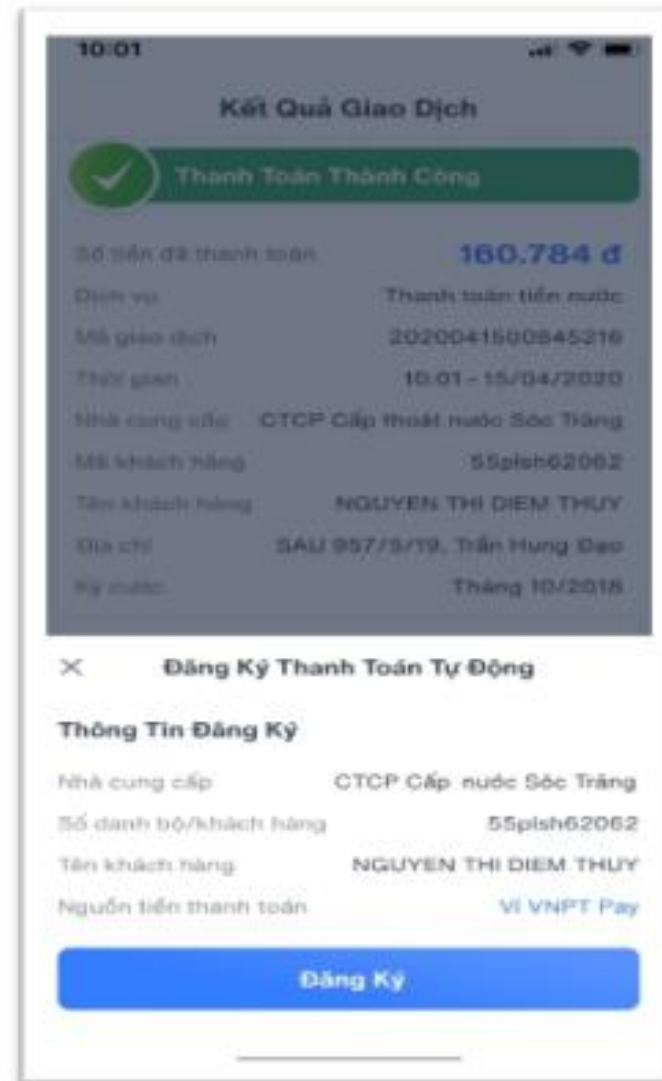 10:01
Kết Quả Giao Dịch
Thanh Toán Thành Công
Số tiền đã thanh toán 160.784 đ
Dịch vụ Thanh toán tiền nước
Mã giao dịch 2020041500845216
Thời gian 10:01 - 15/04/2020
Nhà cung cấp CTCP Cấp thoát nước Sóc Trăng
Mã khách hàng 55plsh62062
Tên khách hàng NGUYEN THI DIEM THUY
Địa chỉ SAU 957/5/19, Trần Hung Đạo
Kỳ cước Tháng 10/2018
Đăng Ký Thanh Toán Tự Động
Thông Tin Đăng Ký
Nhà cung cấp CTCP Cấp nước Sóc Trăng
Số danh bộ/khách hàng 55plsh62062
Tên khách hàng NGUYEN THI DIEM THUY
Nguồn tiền thanh toán Ví VNPT Pay
Đăng Ký